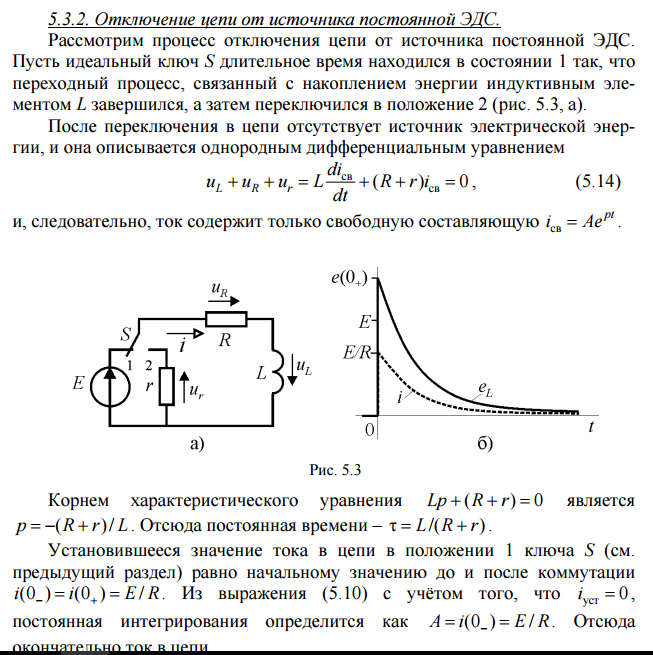 5.3.2. Отключение цепи от источника постоянной ЭДС.
Рассмотрим процесс отключения цепи от источника постоянной ЭДС.
Пусть идеальный ключ S длительное время находился в состоянии 1 так, что
переходный процесс, связанный с накоплением энергии индуктивным эле-
ментом L завершился, а затем переключился в положение 2 (рис. 5.3, а).
После переключения в цепи отсутствует источник электрической энер-
гии, и она описывается однородным дифференциальным уравнением
u_L + u_R + u_r = L di_св/dt + (R + r)i_св = 0 , (5.14)
и, следовательно, ток содержит только свободную составляющую i_св = Ae^{pt} .
u_R
S
i
R
1 2
E
r
u_r
L
u_L
а)
e(0₊)
E
E/R
i
e_L
0
t
б)
Рис. 5.3
Корнем характеристического уравнения Lp + (R + r) = 0 является
p = −(R + r)/ L . Отсюда постоянная времени – τ = L/(R + r) .
Установившееся значение тока в цепи в положении 1 ключа S (см.
предыдущий раздел) равно начальному значению до и после коммутации
i(0₋) = i(0₊) = E / R. Из выражения (5.10) с учётом того, что i_уст = 0 ,
постоянная интегрирования определится как A = i(0₋) = E / R. Отсюда
окончательно ток в цепи